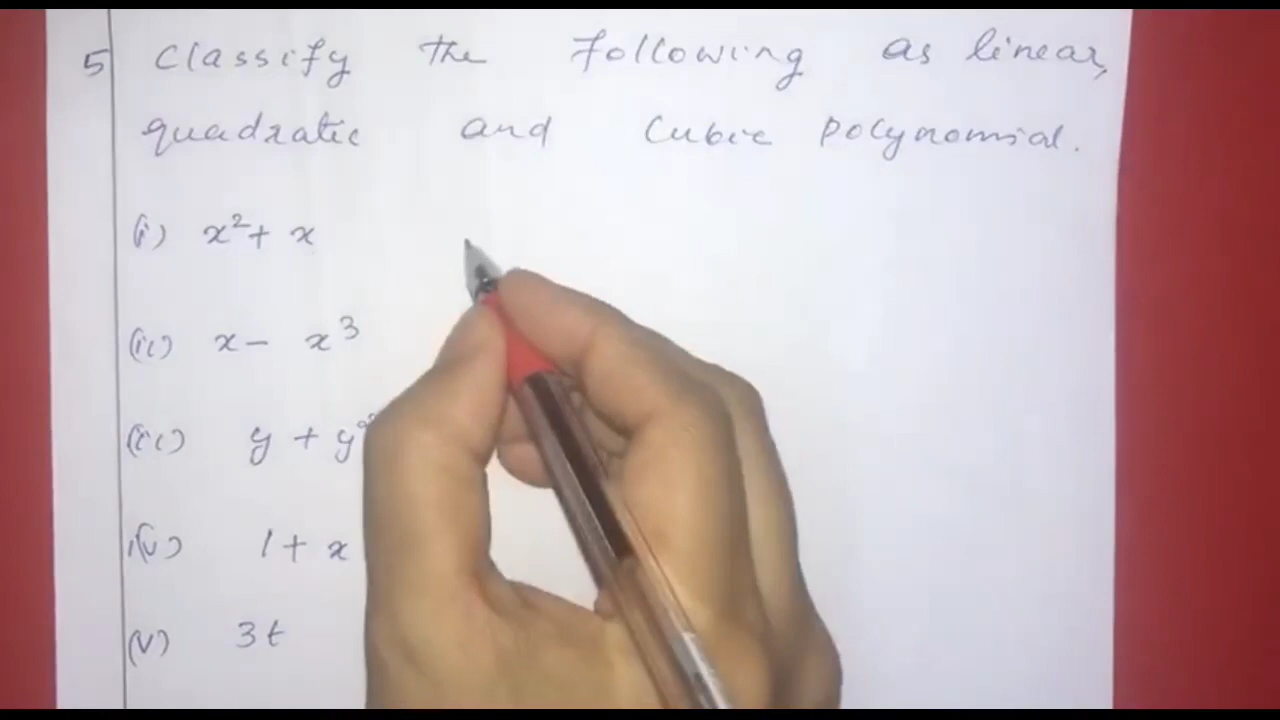 5 Classify the Following as linear,
quadratic and Cubic polynomial.
(i) x² + x
(ii) x - x³
(iii) y + y
(iv) 1 + x
(v) 3t